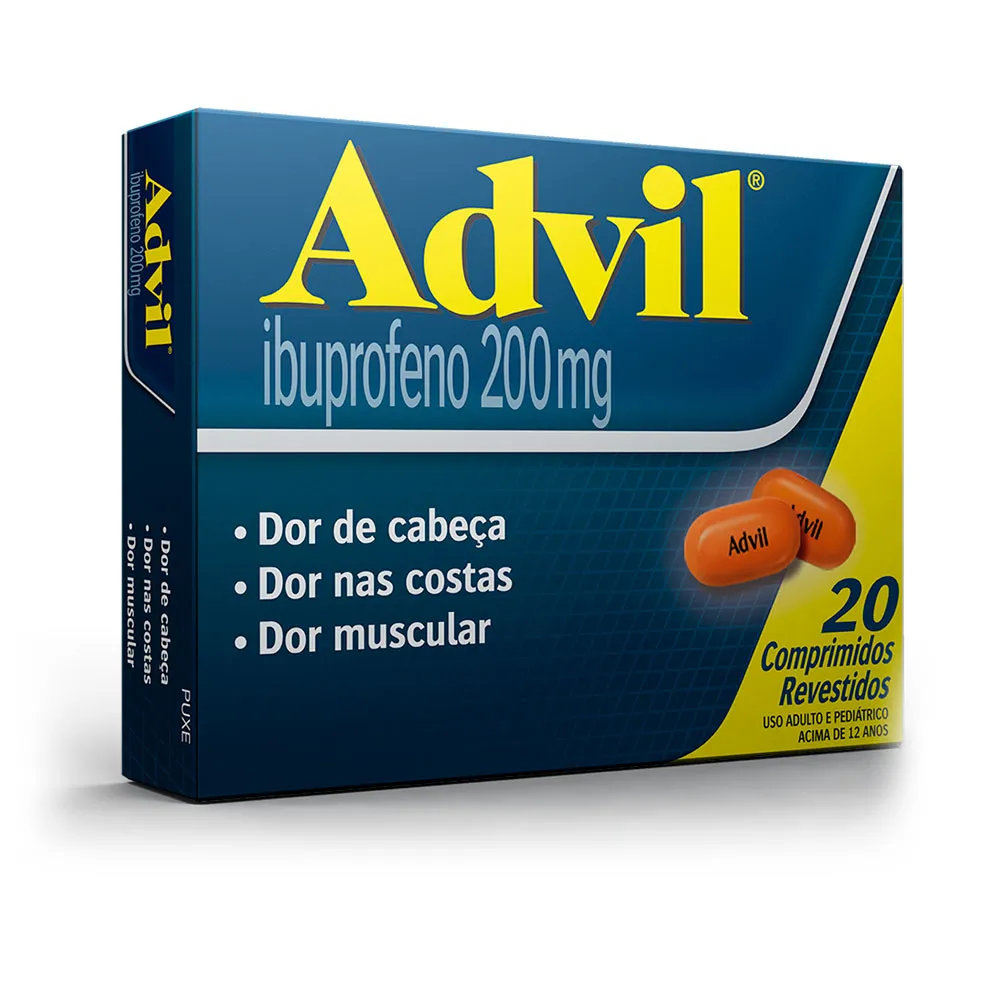 Advil®
ibuprofeno 200mg
• Dor de cabeça
• Dor nas costas
• Dor muscular
Advil
Advil
20
Comprimidos
Revestidos
USO ADULTO E PEDIÁTRICO
ACIMA DE 12 ANOS
Advil®
ibuprofeno 200mg
• Dor de cabeça
• Dor nas costas
• Dor muscular
PUXE